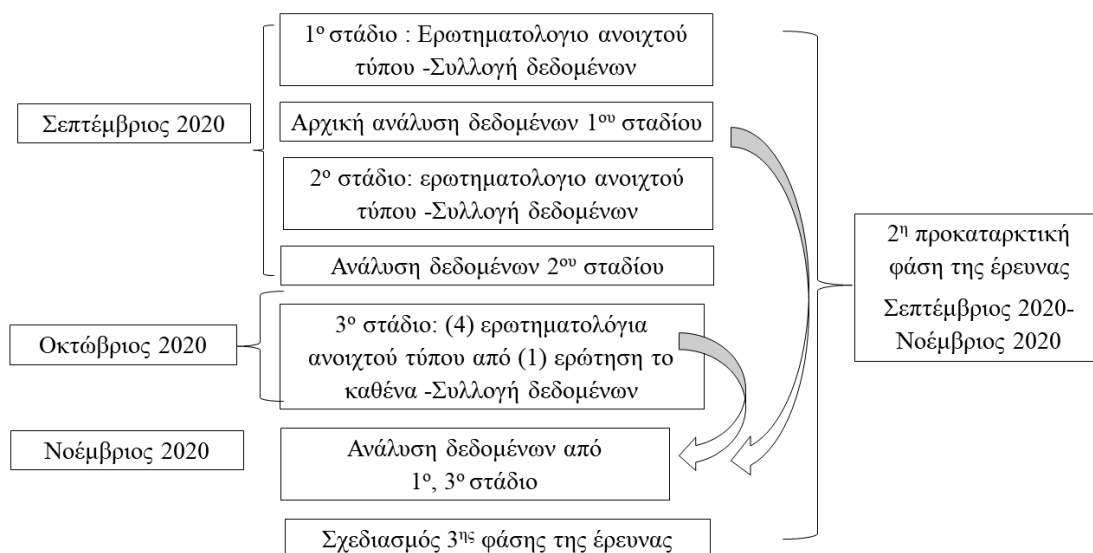 1ο στάδιο : Ερωτηματολογιο ανοιχτού
τύπου -Συλλογή δεδομένων
Σεπτέμβριος 2020
Αρχική ανάλυση δεδομένων 1ου σταδίου
2ο στάδιο: ερωτηματολογιο ανοιχτού
τύπου -Συλλογή δεδομένων
Ανάλυση δεδομένων 2ου σταδίου
Οκτώβριος 2020
3ο στάδιο: (4) ερωτηματολόγια
ανοιχτού τύπου από (1) ερώτηση το
καθένα -Συλλογή δεδομένων
Νοέμβριος 2020
Ανάλυση δεδομένων από
1ο, 3ο στάδιο
Σχεδιασμός 3ης φάσης της έρευνας
2η προκαταρκτική
φάση της έρευνας
Σεπτέμβριος 2020-
Νοέμβριος 2020